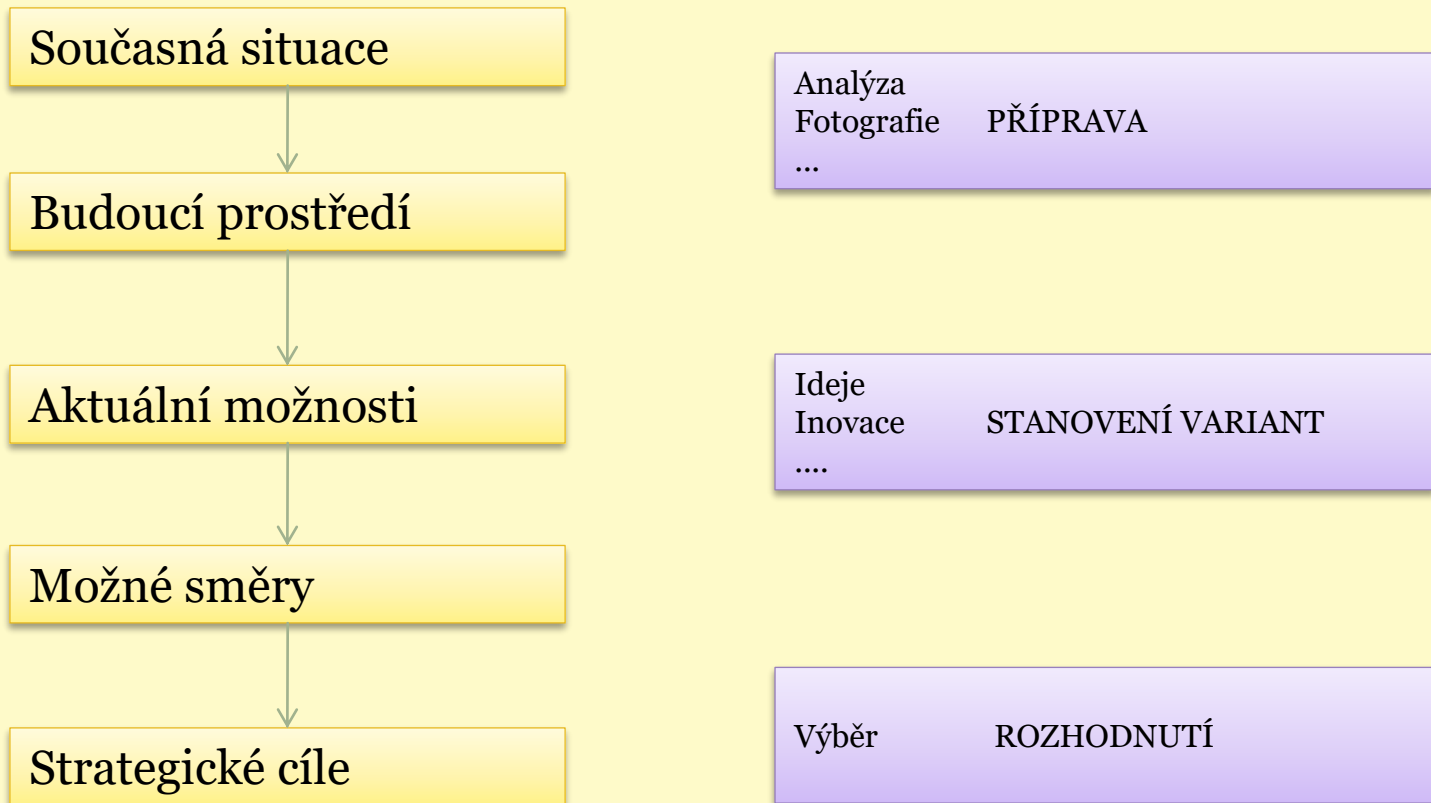 Současná situace
Budoucí prostředí
Aktuální možnosti
Možné směry
Strategické cíle
Analýza
Fotografie PŘÍPRAVA
...
Ideje
Inovace STANOVENÍ VARIANT
....
Výběr ROZHODNUTÍ